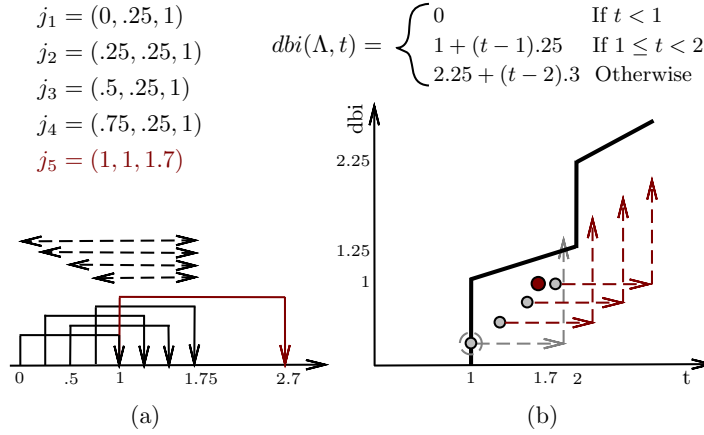 j₁ = (0, .25, 1)
j₂ = (.25, .25, 1)
j₃ = (.5, .25, 1)
j₄ = (.75, .25, 1)
j₅ = (1, 1, 1.7)
0 .5 1 1.75 2.7
(a)
dbi(Λ, t) = { 0 If t < 1
1 + (t − 1).25 If 1 ≤ t < 2
2.25 + (t − 2).3 Otherwise
dbi
2.25
1.25
1
1 1.7 2 t
(b)